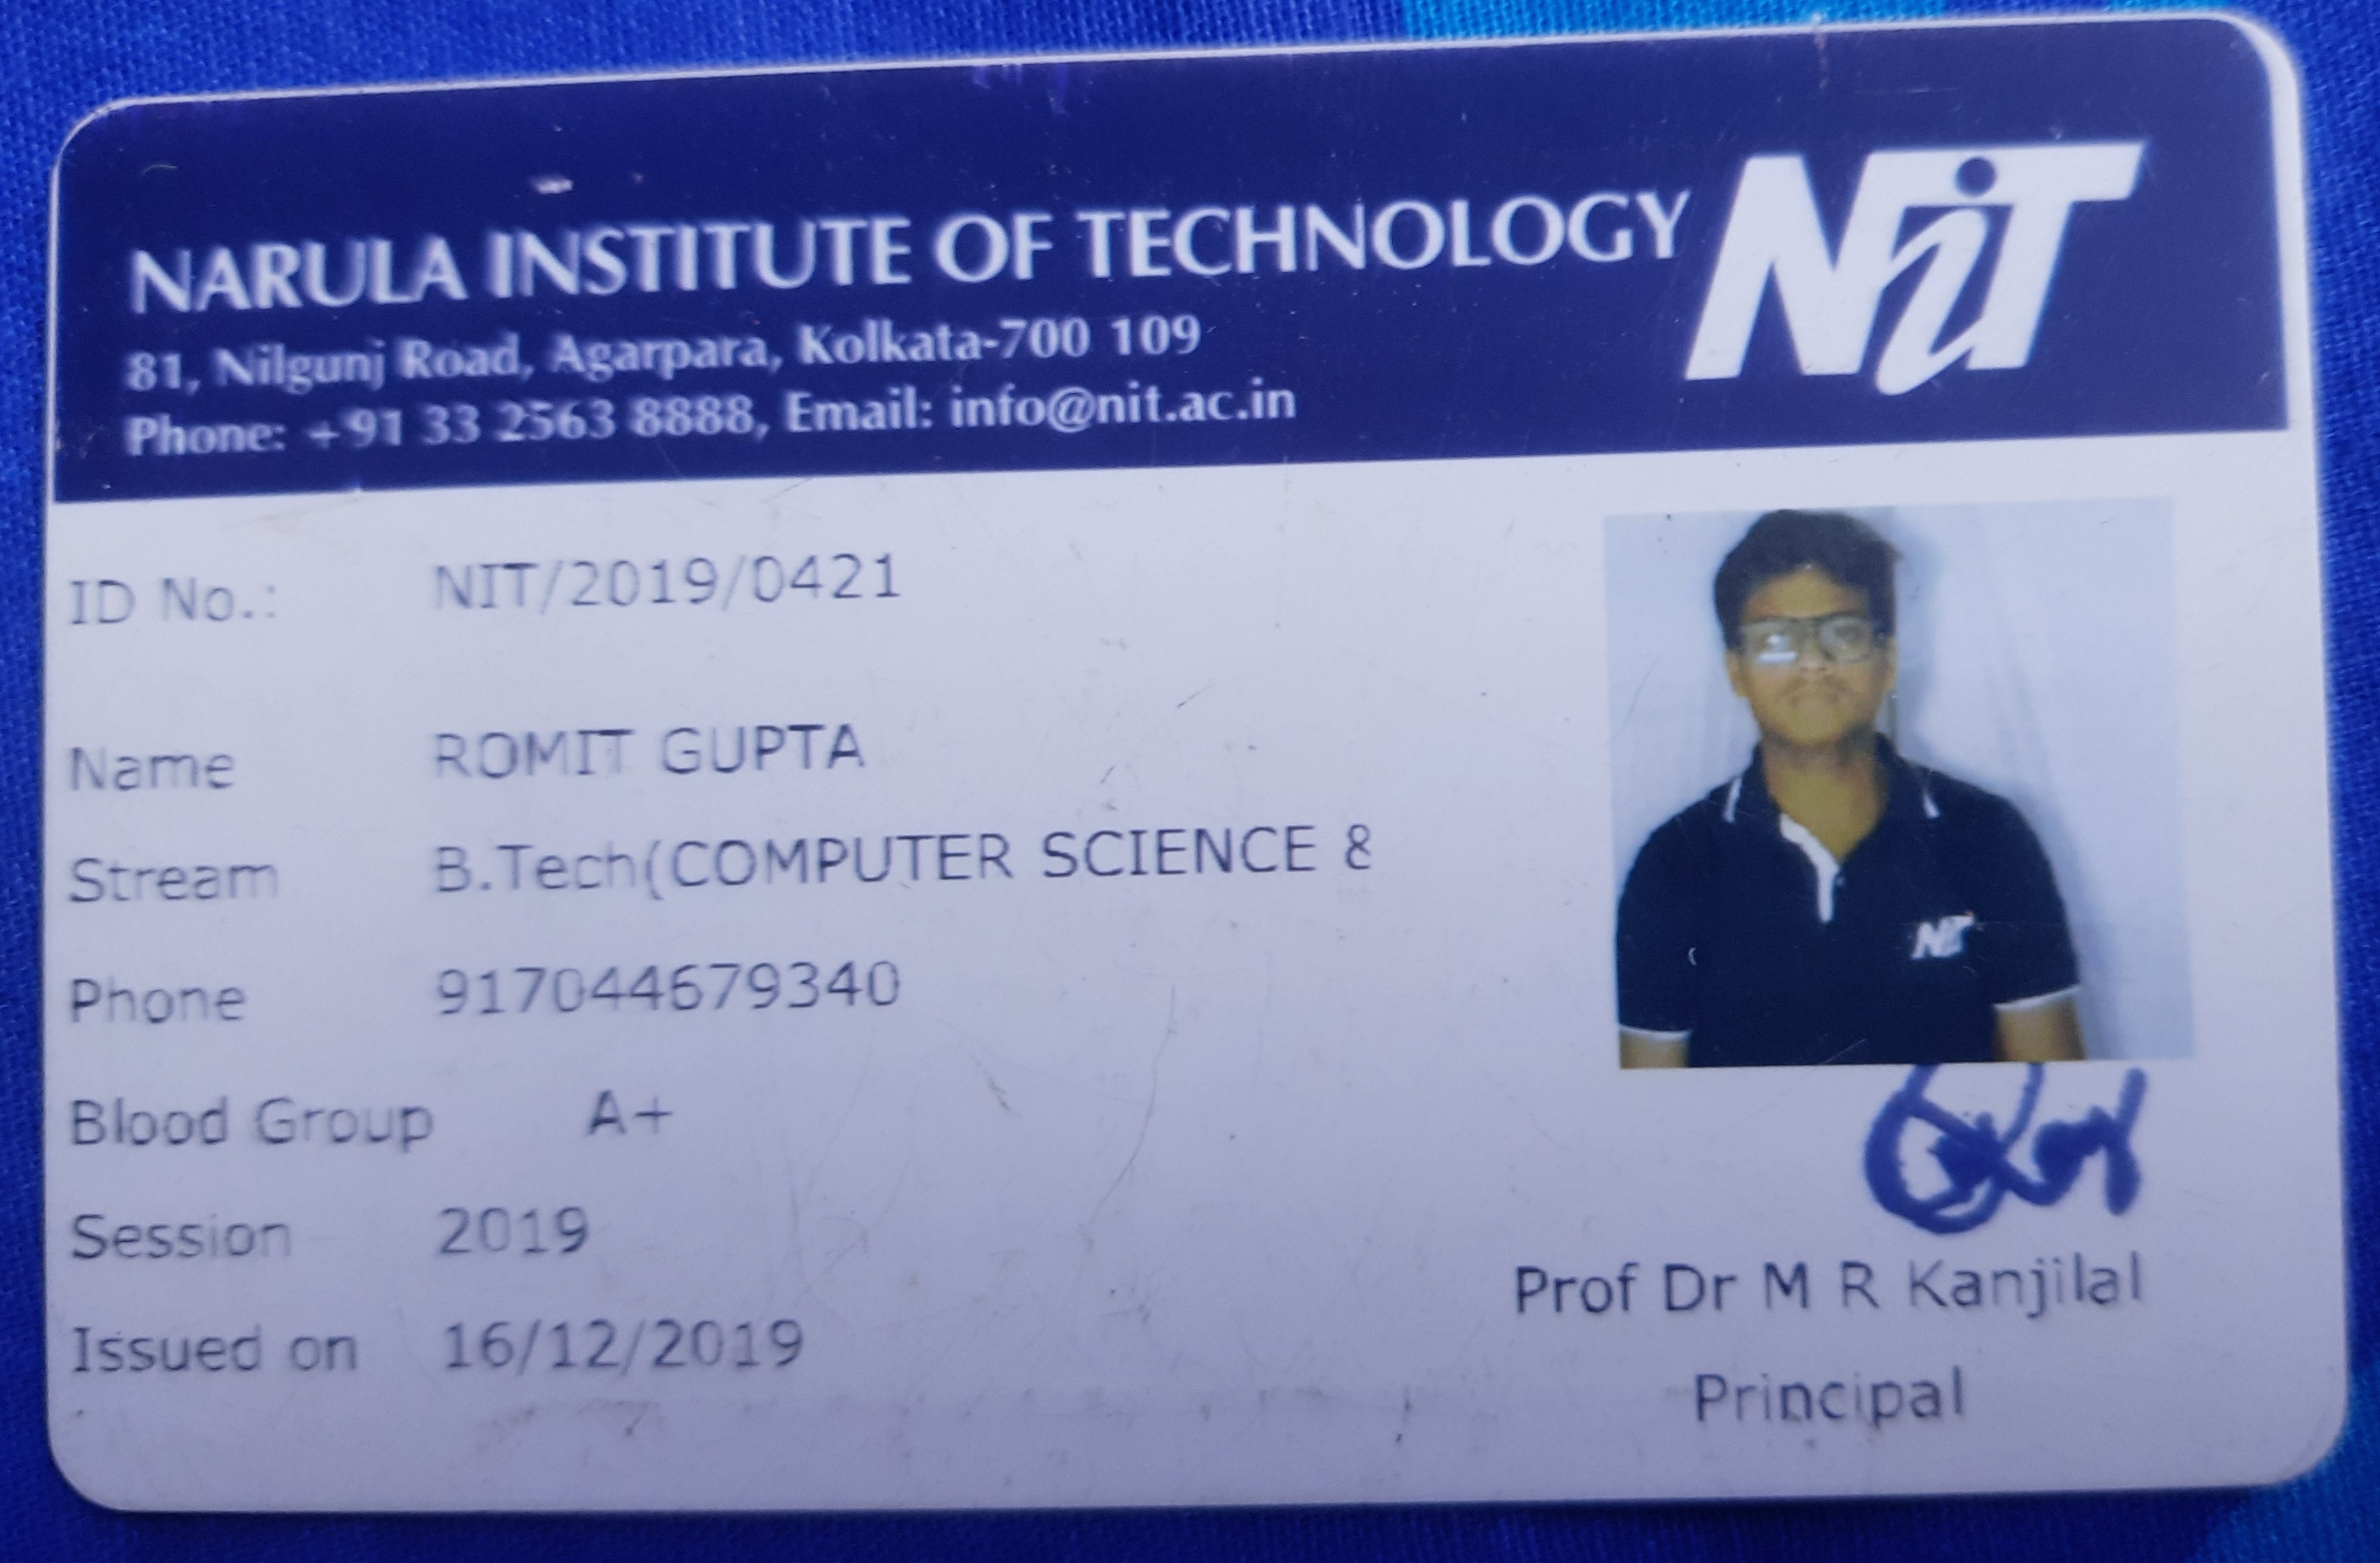 NARULA INSTITUTE OF TECHNOLOGY
NiT
81, Nilgunj Road, Agarpara, Kolkata-700 109
Phone: +91 33 2563 8888, Email: info@nit.ac.in
ID No.: NIT/2019/0421
Name ROMIT GUPTA
Stream B.Tech(COMPUTER SCIENCE &
Phone 917044679340
Blood Group A+
Session 2019
Issued on 16/12/2019
NiT
Prof Dr M R Kanjilal
Principal